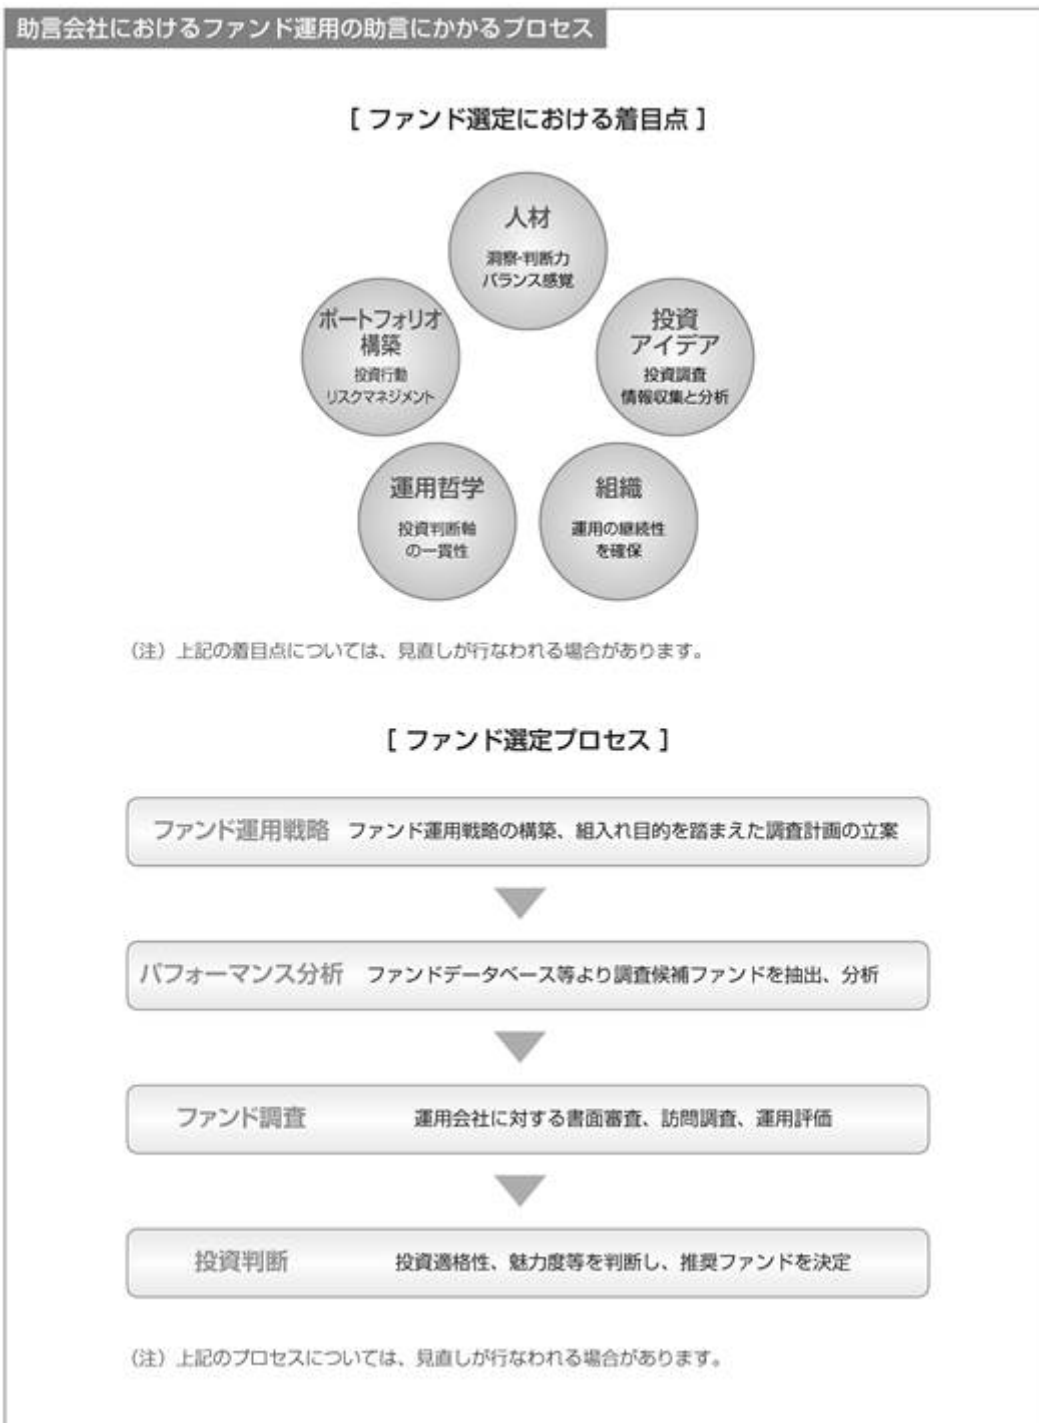 助言会社におけるファンド運用の助言にかかるプロセス
[ ファンド選定における着目点 ]
人材
洞察・判断力
バランス感覚
ポートフォリオ
構築
投資行動
リスクマネジメント
投資
アイデア
投資調査
情報収集と分析
運用哲学
投資判断軸
の一貫性
組織
運用の継続性
を確保
（注）上記の着目点については、見直しが行なわれる場合があります。
[ ファンド選定プロセス ]
ファンド運用戦略 ファンド運用戦略の構築、組入れ目的を踏まえた調査計画の立案
パフォーマンス分析 ファンドデータベース等より調査候補ファンドを抽出、分析
ファンド調査 運用会社に対する書面審査、訪問調査、運用評価
投資判断 投資適格性、魅力度等を判断し、推奨ファンドを決定
（注）上記のプロセスについては、見直しが行なわれる場合があります。